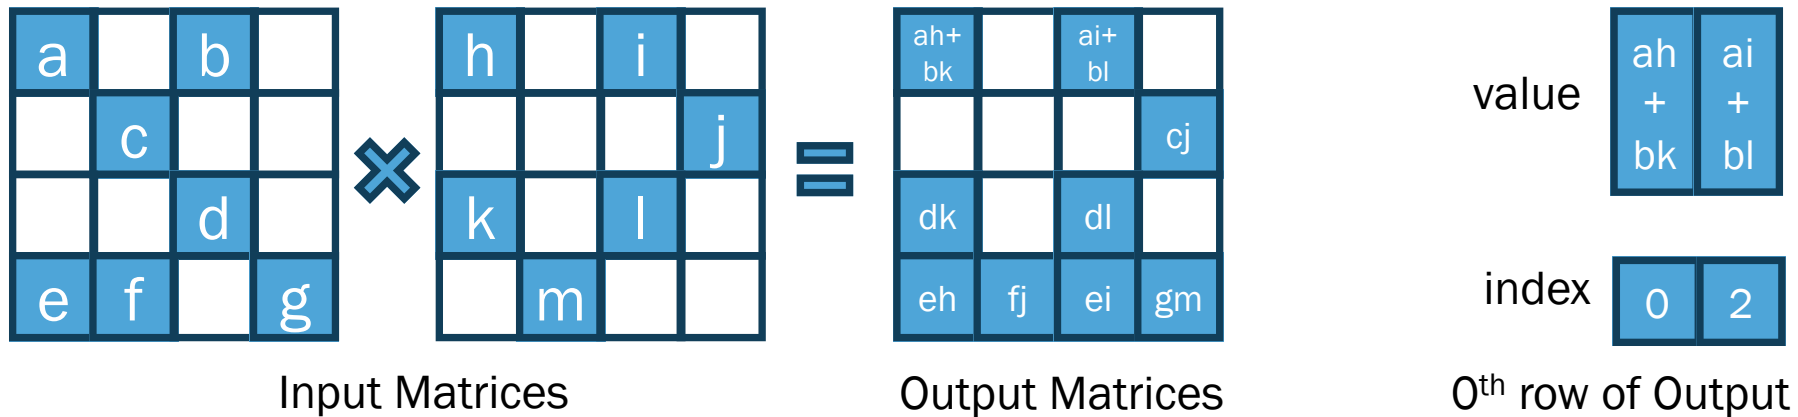 a b h i ah+ bk ai+ bl
c j cj
d k l dk dl
e f g m eh fj ei gm
Input Matrices
Output Matrices
value ah + bk ai + bl
index 0 2
0th row of Output